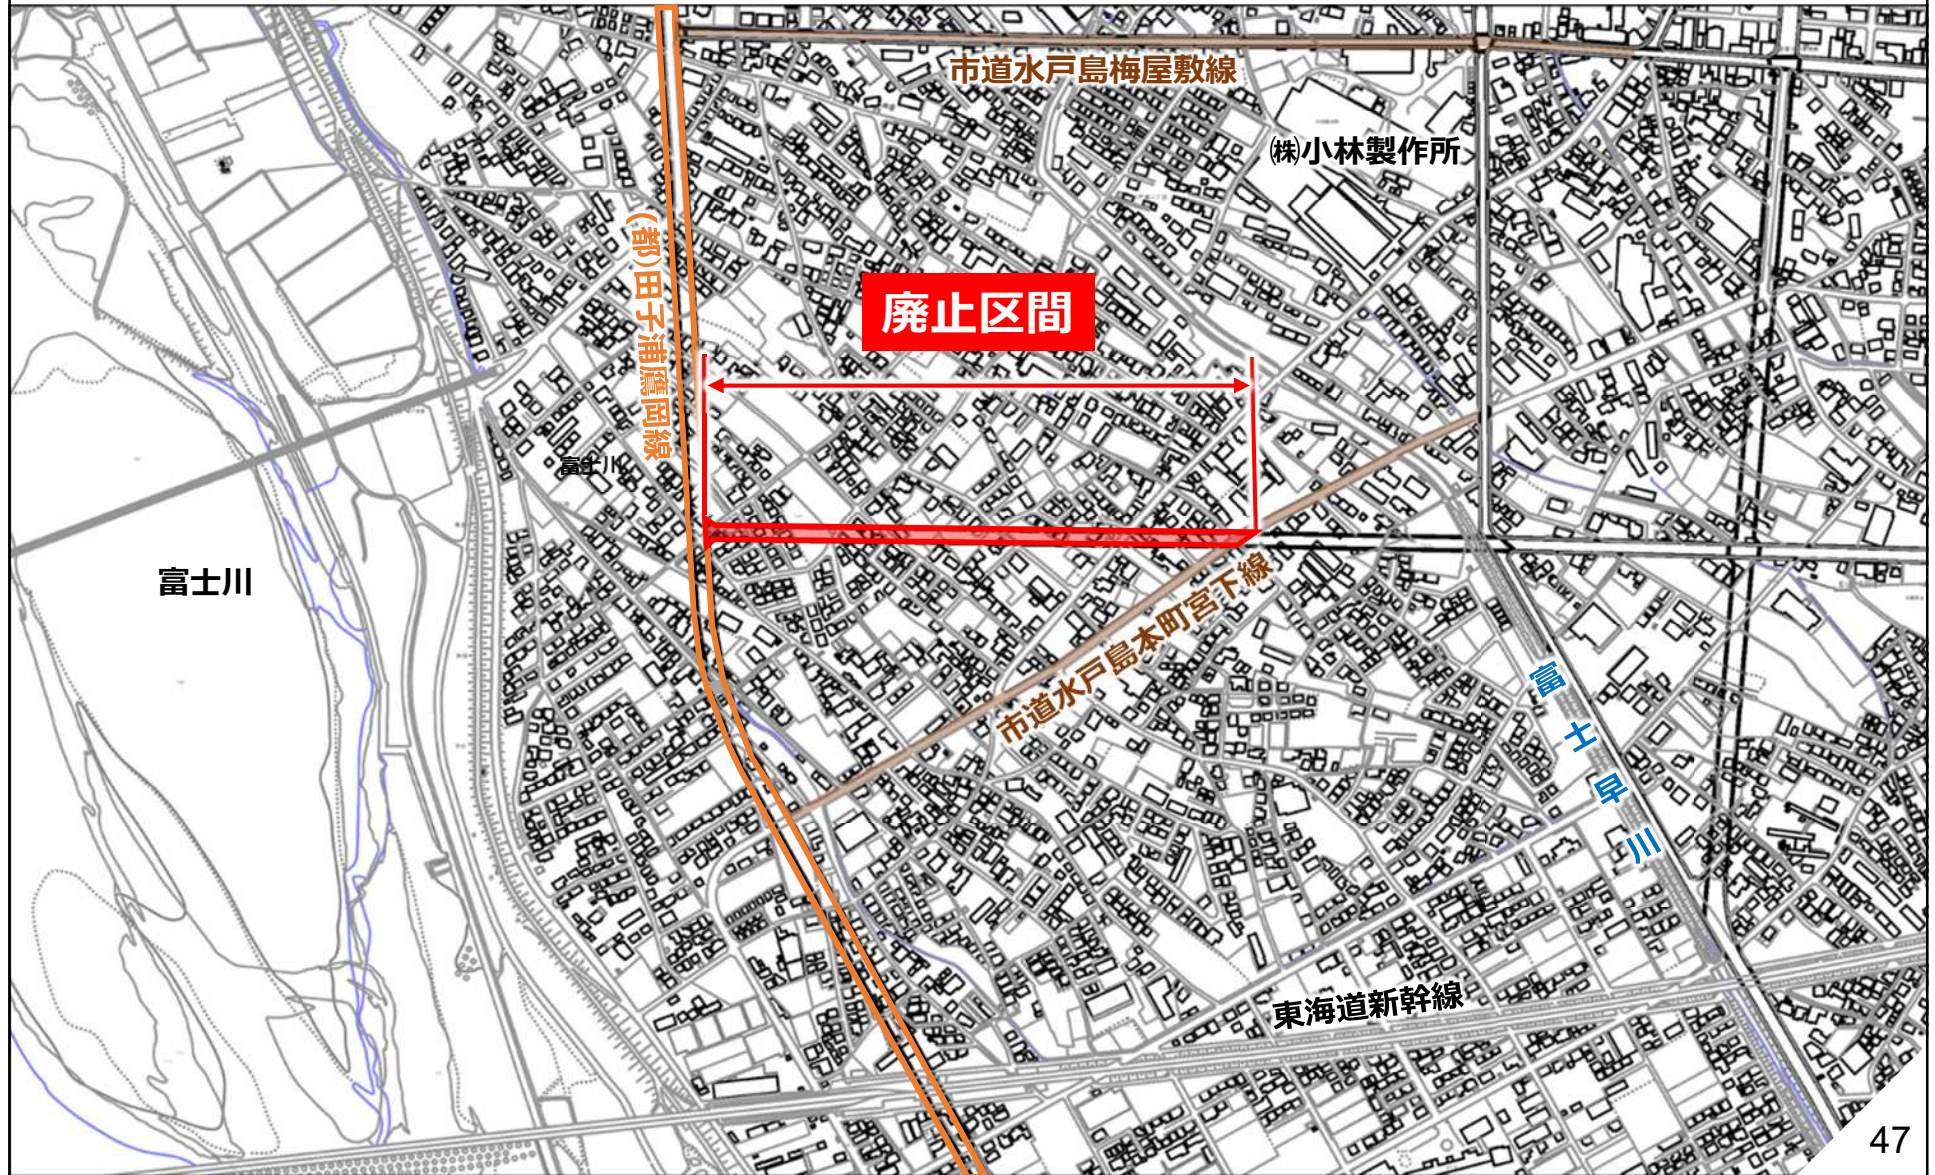 市道水戸島梅屋敷線
㈱小林製作所
(都)田子浦鷹岡線
廃止区間
富士川
富士川
市道水戸島本町宮下線
富士早川
東海道新幹線
47